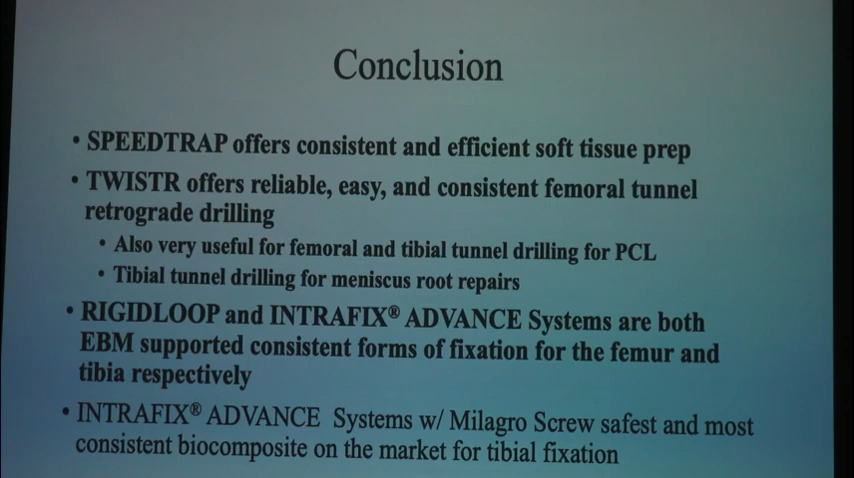 Conclusion
• SPEEDTRAP offers consistent and efficient soft tissue prep
• TWISTR offers reliable, easy, and consistent femoral tunnel
retrograde drilling
• Also very useful for femoral and tibial tunnel drilling for PCL
• Tibial tunnel drilling for meniscus root repairs
• RIGIDLOOP and INTRAFIX® ADVANCE Systems are both
EBM supported consistent forms of fixation for the femur and
tibia respectively
• INTRAFIX® ADVANCE Systems w/ Milagro Screw safest and most
consistent biocomposite on the market for tibial fixation